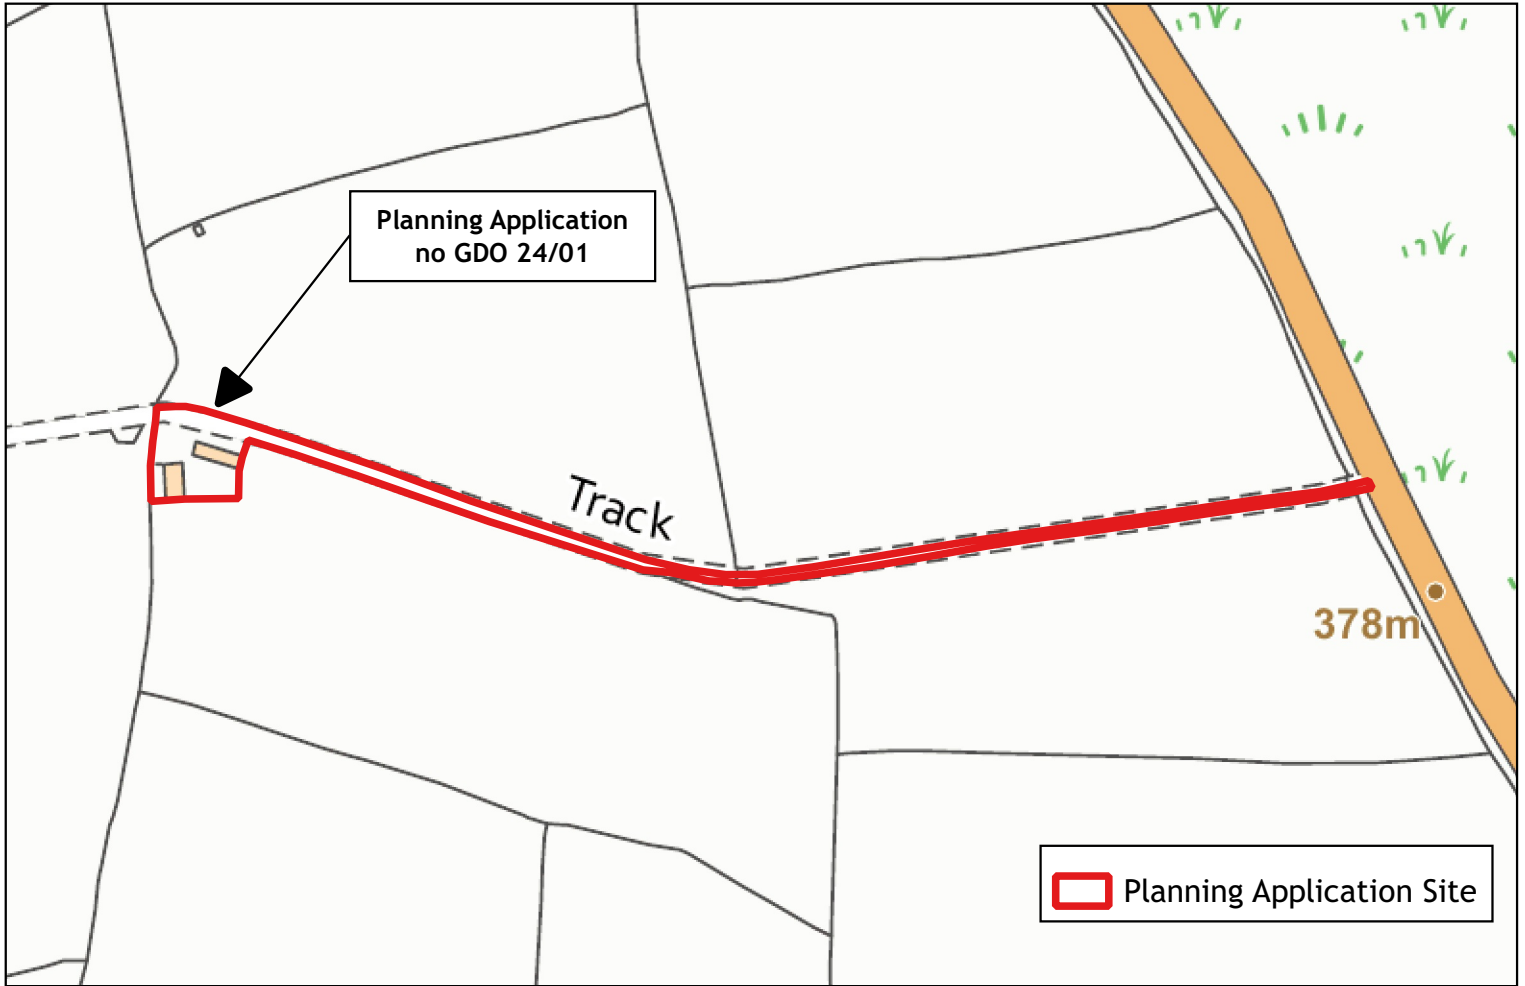 Planning Application
no GDO 24/01
Track
378m
Planning Application Site